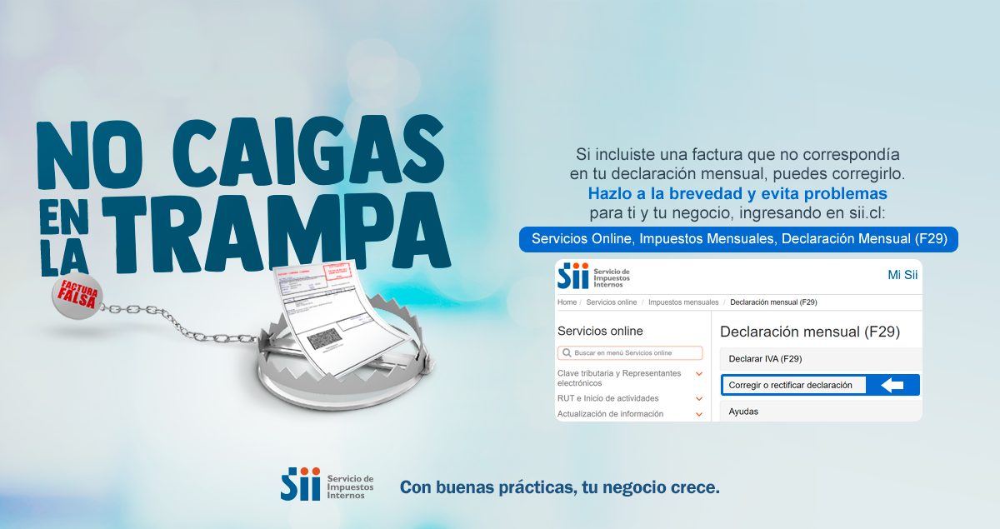 NO CAIGAS
EN LA TRAMPA
FACTURA
FALSA
Si incluiste una factura que no correspondía
en tu declaración mensual, puedes corregirlo.
Hazlo a la brevedad y evita problemas
para ti y tu negocio, ingresando en sii.cl:
Servicios Online, Impuestos Mensuales, Declaración Mensual (F29)
Sii Servicio de
Impuestos
Internos
Mi Sii
Home / Servicios online / Impuestos mensuales / Declaración mensual (F29)
Servicios online
Buscar en menú Servicios online
Clave tributaria y Representantes
electrónicos
RUT e Inicio de actividades
Actualización de información
Declaración mensual (F29)
Declarar IVA (F29)
Corregir o rectificar declaración
Ayudas
Sii Servicio de
Impuestos
Internos
Con buenas prácticas, tu negocio crece.